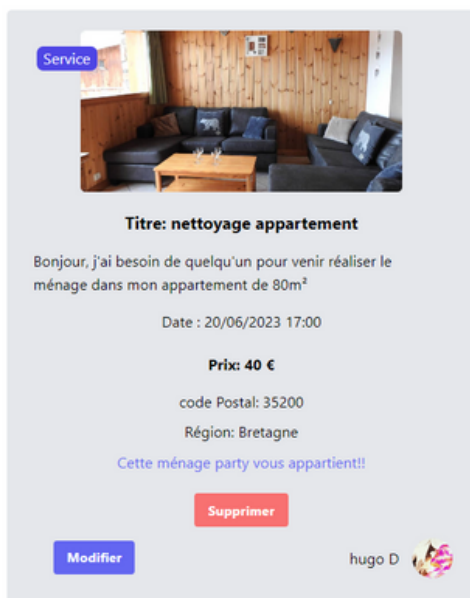 Service
Titre: nettoyage appartement
Bonjour, j'ai besoin de quelqu'un pour venir réaliser le
ménage dans mon appartement de 80m²
Date : 20/06/2023 17:00
Prix: 40 €
code Postal: 35200
Région: Bretagne
Cette ménage party vous appartient!!
Supprimer
Modifier
hugo D